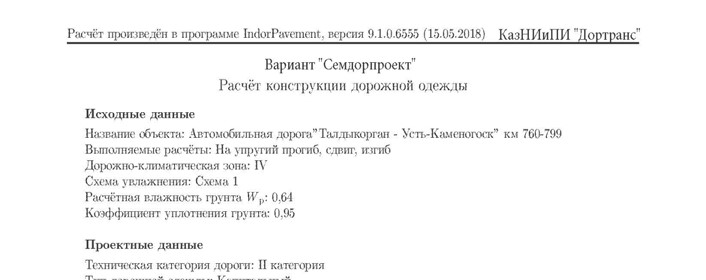 Расчёт произведён в программе IndorPavement, версия 9.1.0.6555 (15.05.2018) КазНИиПИ "Дортранс"
Вариант "Семдорпроект"
Расчёт конструкции дорожной одежды
Исходные данные
Название объекта: Автомобильная дорога"Талдыкорган - Усть-Каменогоск" км 760-799
Выполняемые расчёты: На упругий прогиб, сдвиг, изгиб
Дорожно-климатическая зона: IV
Схема увлажнения: Схема 1
Расчётная влажность грунта Wр: 0,64
Коэффициент уплотнения грунта: 0,95
Проектные данные
Техническая категория дороги: II категория